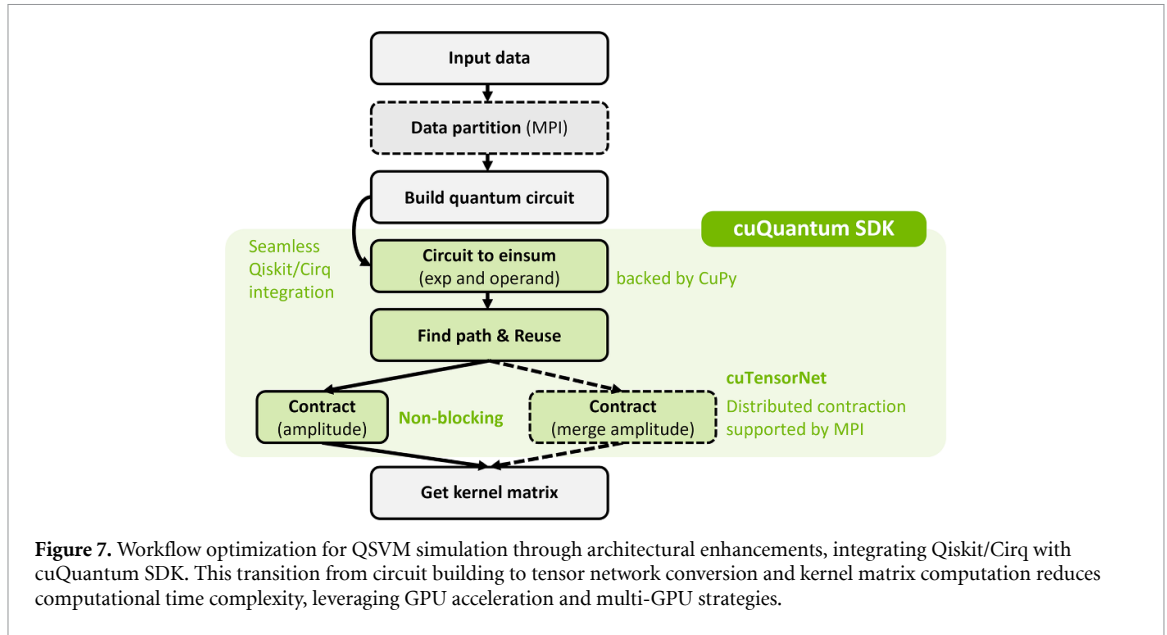 Input data
Data partition (MPI)
Build quantum circuit
cuQuantum SDK
Seamless
Qiskit/Cirq
integration
Circuit to einsum
(exp and operand)
backed by CuPy
Find path & Reuse
Contract
(amplitude)
Non-blocking
Contract
(merge amplitude)
cuTensorNet
Distributed contraction
supported by MPI
Get kernel matrix
Figure 7. Workflow optimization for QSVM simulation through architectural enhancements, integrating Qiskit/Cirq with
cuQuantum SDK. This transition from circuit building to tensor network conversion and kernel matrix computation reduces
computational time complexity, leveraging GPU acceleration and multi-GPU strategies.